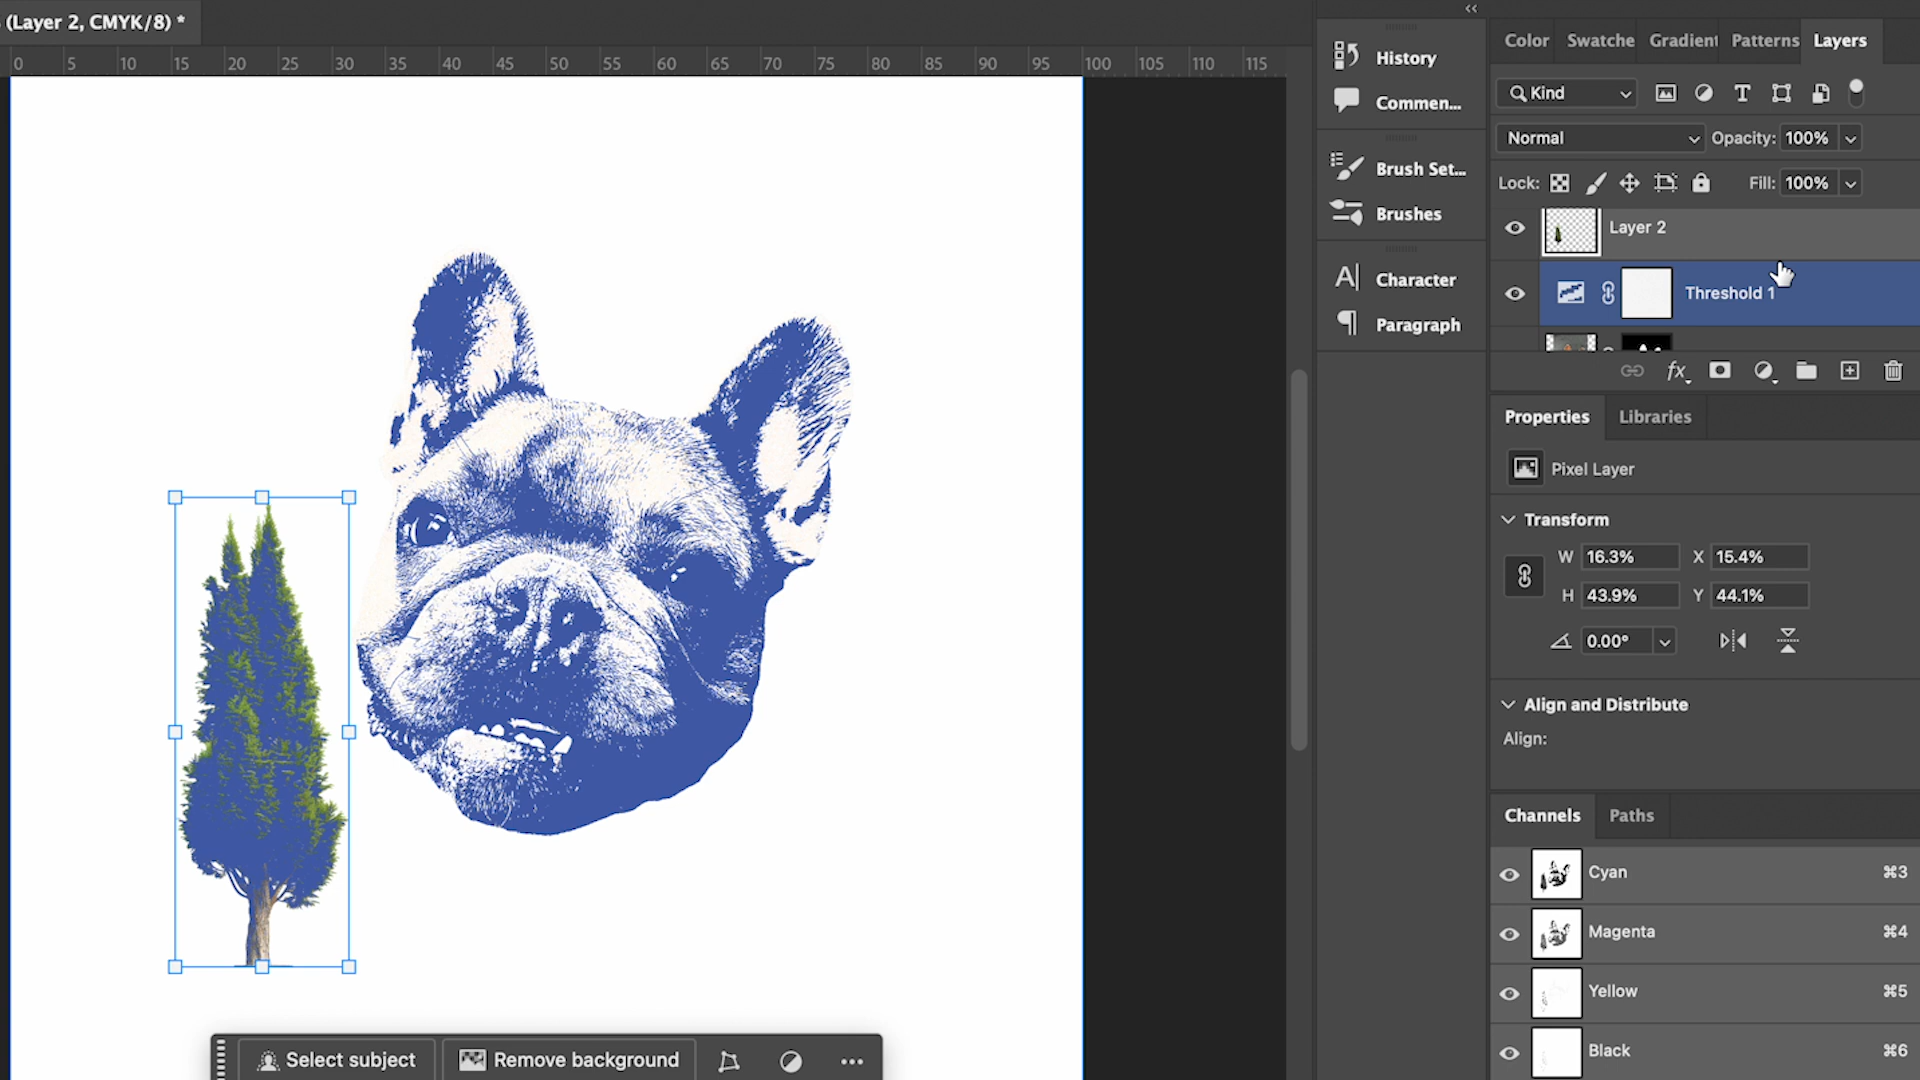 (Layer 2, CMYK/8) *
0 5 10 15 20 25 30 35 40 45 50 55 60 65 70 75 80 85 90 95 100 105 110 115
History
Commen...
Brush Set...
Brushes
Character
Paragraph
Color Swatche Gradient Patterns Layers
Kind
Normal Opacity: 100%
Lock: Fill: 100%
Layer 2
Threshold 1
fx
Properties Libraries
Pixel Layer
Transform
W 16.3% X 15.4%
H 43.9% Y 44.1%
0.00°
Align and Distribute
Align:
Channels Paths
Cyan ⌘3
Magenta ⌘4
Yellow ⌘5
Black ⌘6
Select subject Remove background